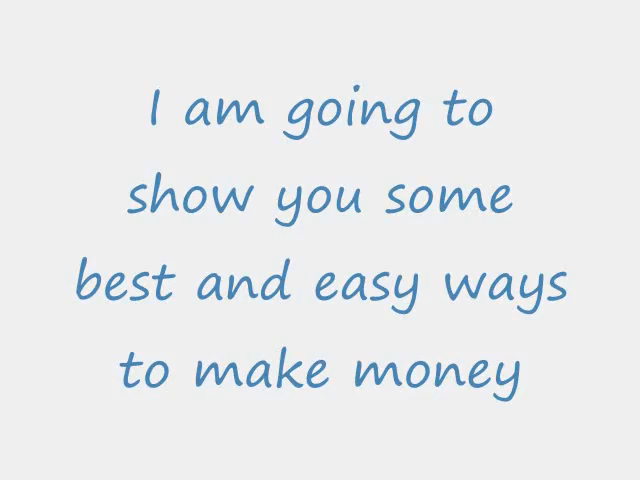 I am going to
show you some
best and easy ways
to make money